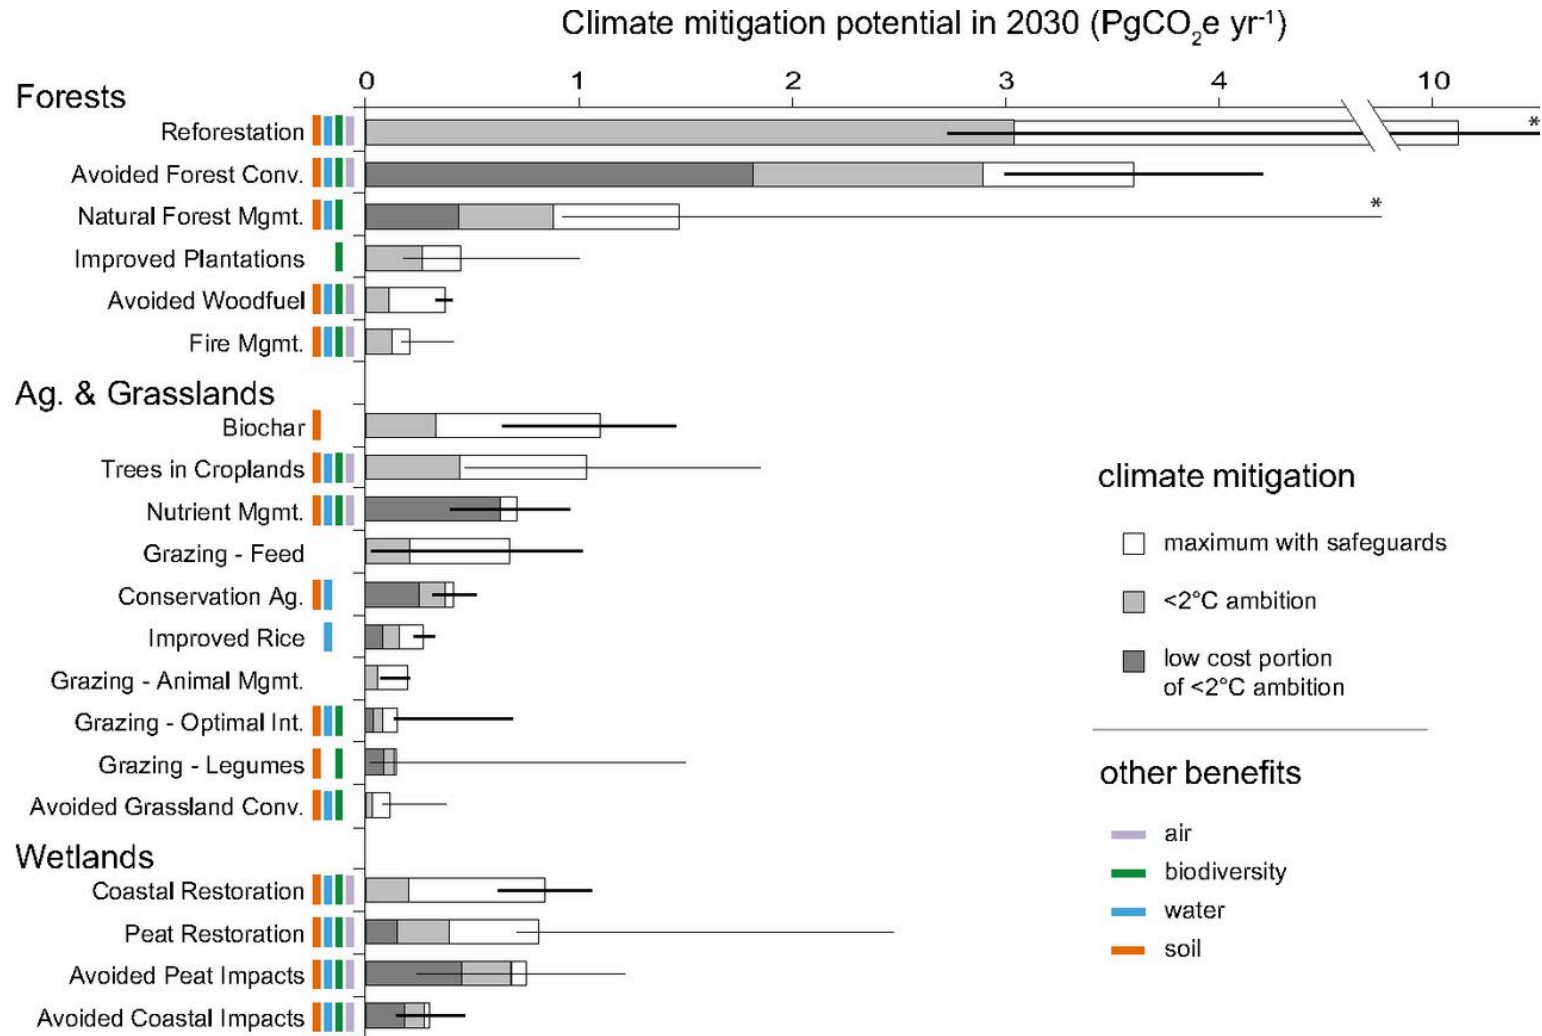 Climate mitigation potential in 2030 (PgCO₂e yr⁻¹)
0 1 2 3 4 10
Forests
Reforestation
*
Avoided Forest Conv.
Natural Forest Mgmt.
*
Improved Plantations
Avoided Woodfuel
Fire Mgmt.
Ag. & Grasslands
Biochar
Trees in Croplands
Nutrient Mgmt.
Grazing - Feed
Conservation Ag.
Improved Rice
Grazing - Animal Mgmt.
Grazing - Optimal Int.
Grazing - Legumes
Avoided Grassland Conv.
Wetlands
Coastal Restoration
Peat Restoration
Avoided Peat Impacts
Avoided Coastal Impacts
climate mitigation
maximum with safeguards
<2°C ambition
low cost portion
of <2°C ambition
other benefits
air
biodiversity
water
soil